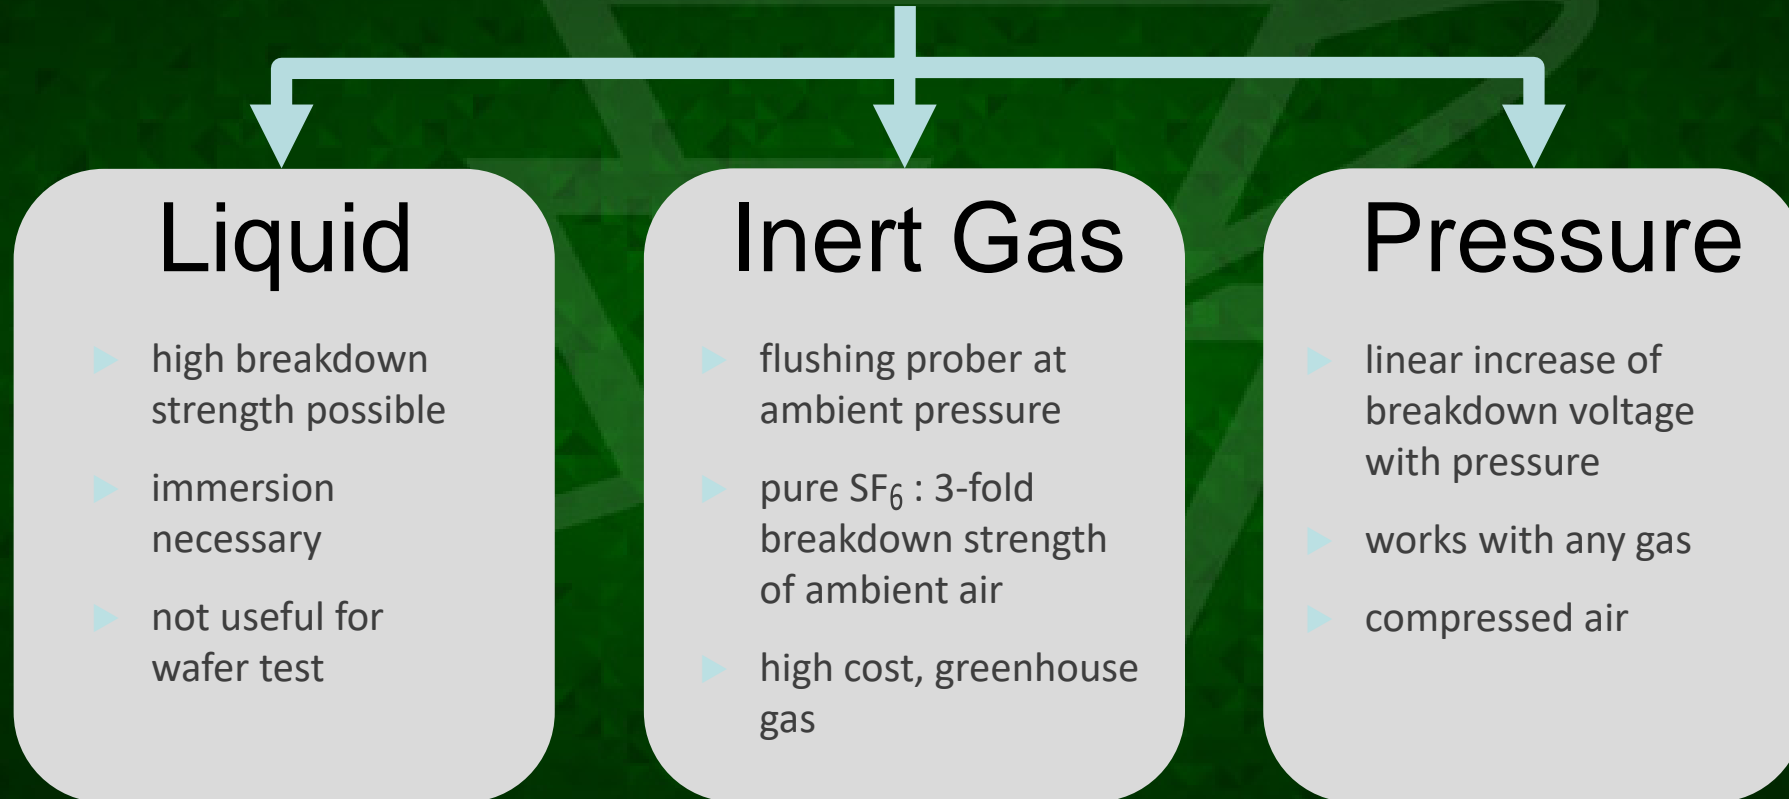 Liquid
high breakdown
strength possible
immersion
necessary
not useful for
wafer test
Inert Gas
flushing prober at
ambient pressure
pure SF₆ : 3-fold
breakdown strength
of ambient air
high cost, greenhouse
gas
Pressure
linear increase of
breakdown voltage
with pressure
works with any gas
compressed air